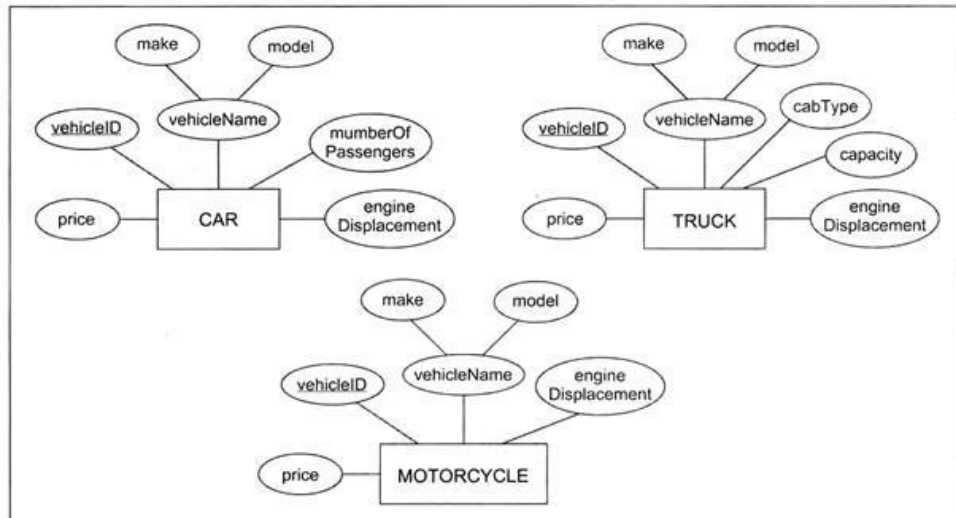 make
model
vehicleID
vehicleName
mumberOf
Passengers
price
CAR
engine
Displacement
make
model
cabType
vehicleID
vehicleName
capacity
price
TRUCK
engine
Displacement
make
model
vehicleID
vehicleName
engine
Displacement
price
MOTORCYCLE